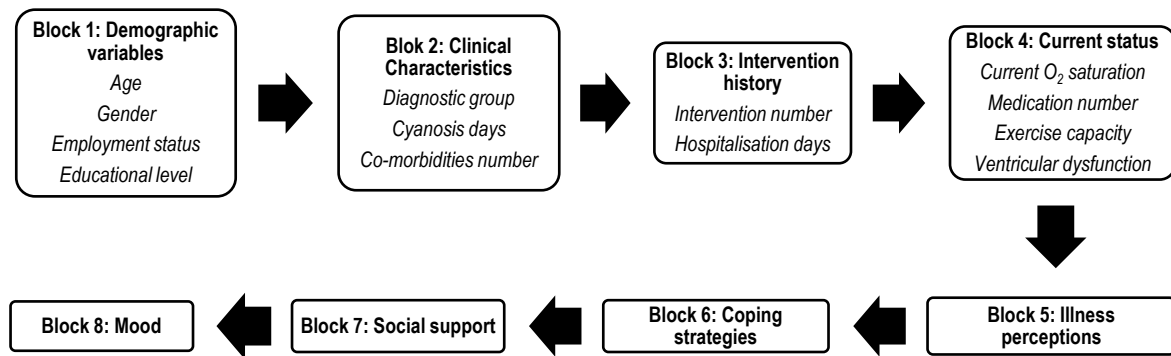 Block 1: Demographic
variables
Age
Gender
Employment status
Educational level
Blok 2: Clinical
Characteristics
Diagnostic group
Cyanosis days
Co-morbidities number
Block 3: Intervention
history
Intervention number
Hospitalisation days
Block 4: Current status
Current O₂ saturation
Medication number
Exercise capacity
Ventricular dysfunction
Block 5: Illness
perceptions
Block 6: Coping
strategies
Block 7: Social support
Block 8: Mood